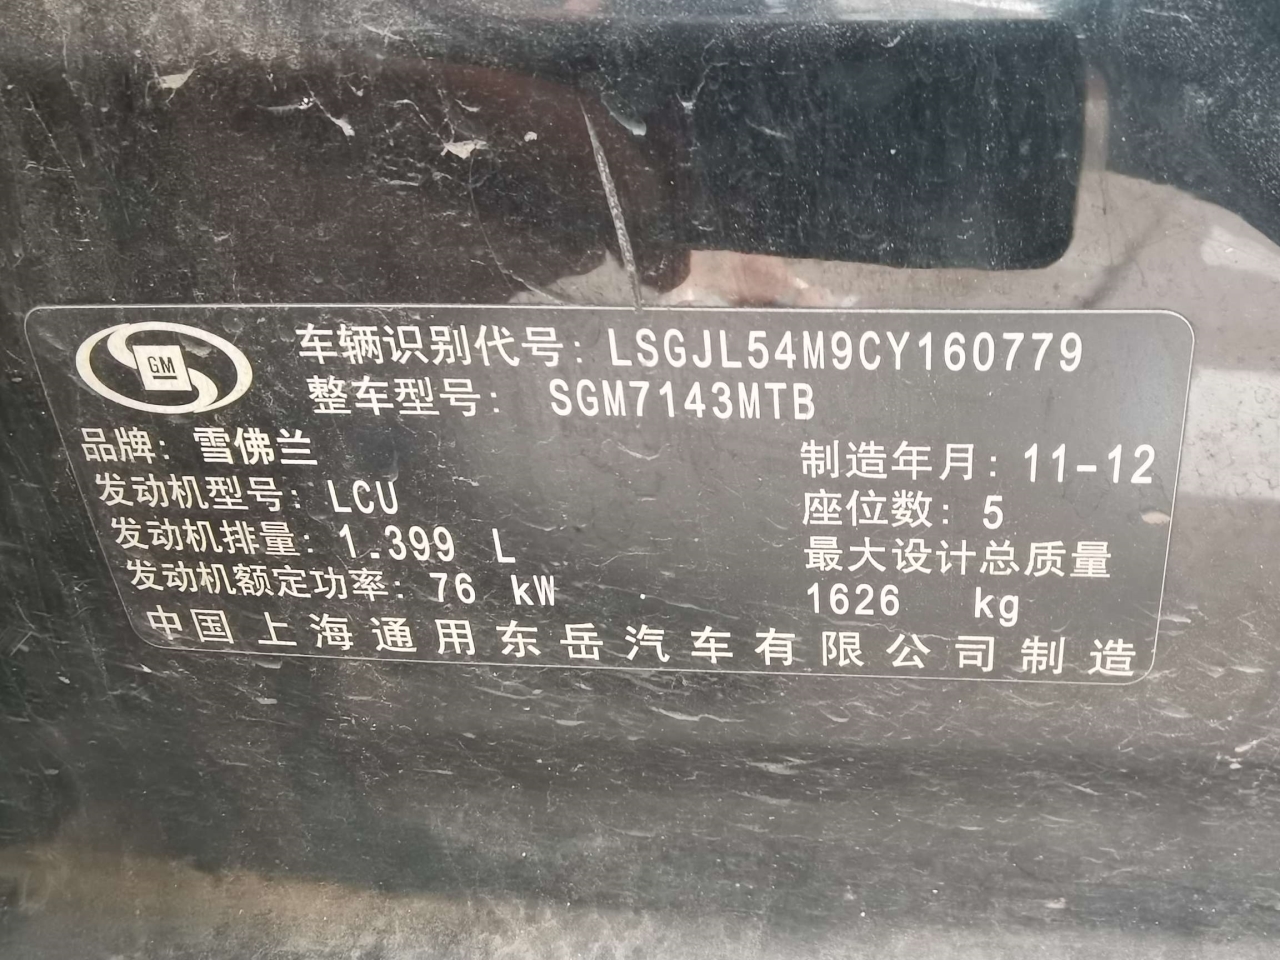 GM
车辆识别代号: LSGJL54M9CY160779
整车型号: SGM7143MTB
品牌: 雪佛兰
制造年月: 11-12
发动机型号: LCU
座位数: 5
发动机排量: 1.399 L
最大设计总质量
发动机额定功率: 76 kW
1626 kg
中国上海通用东岳汽车有限公司制造